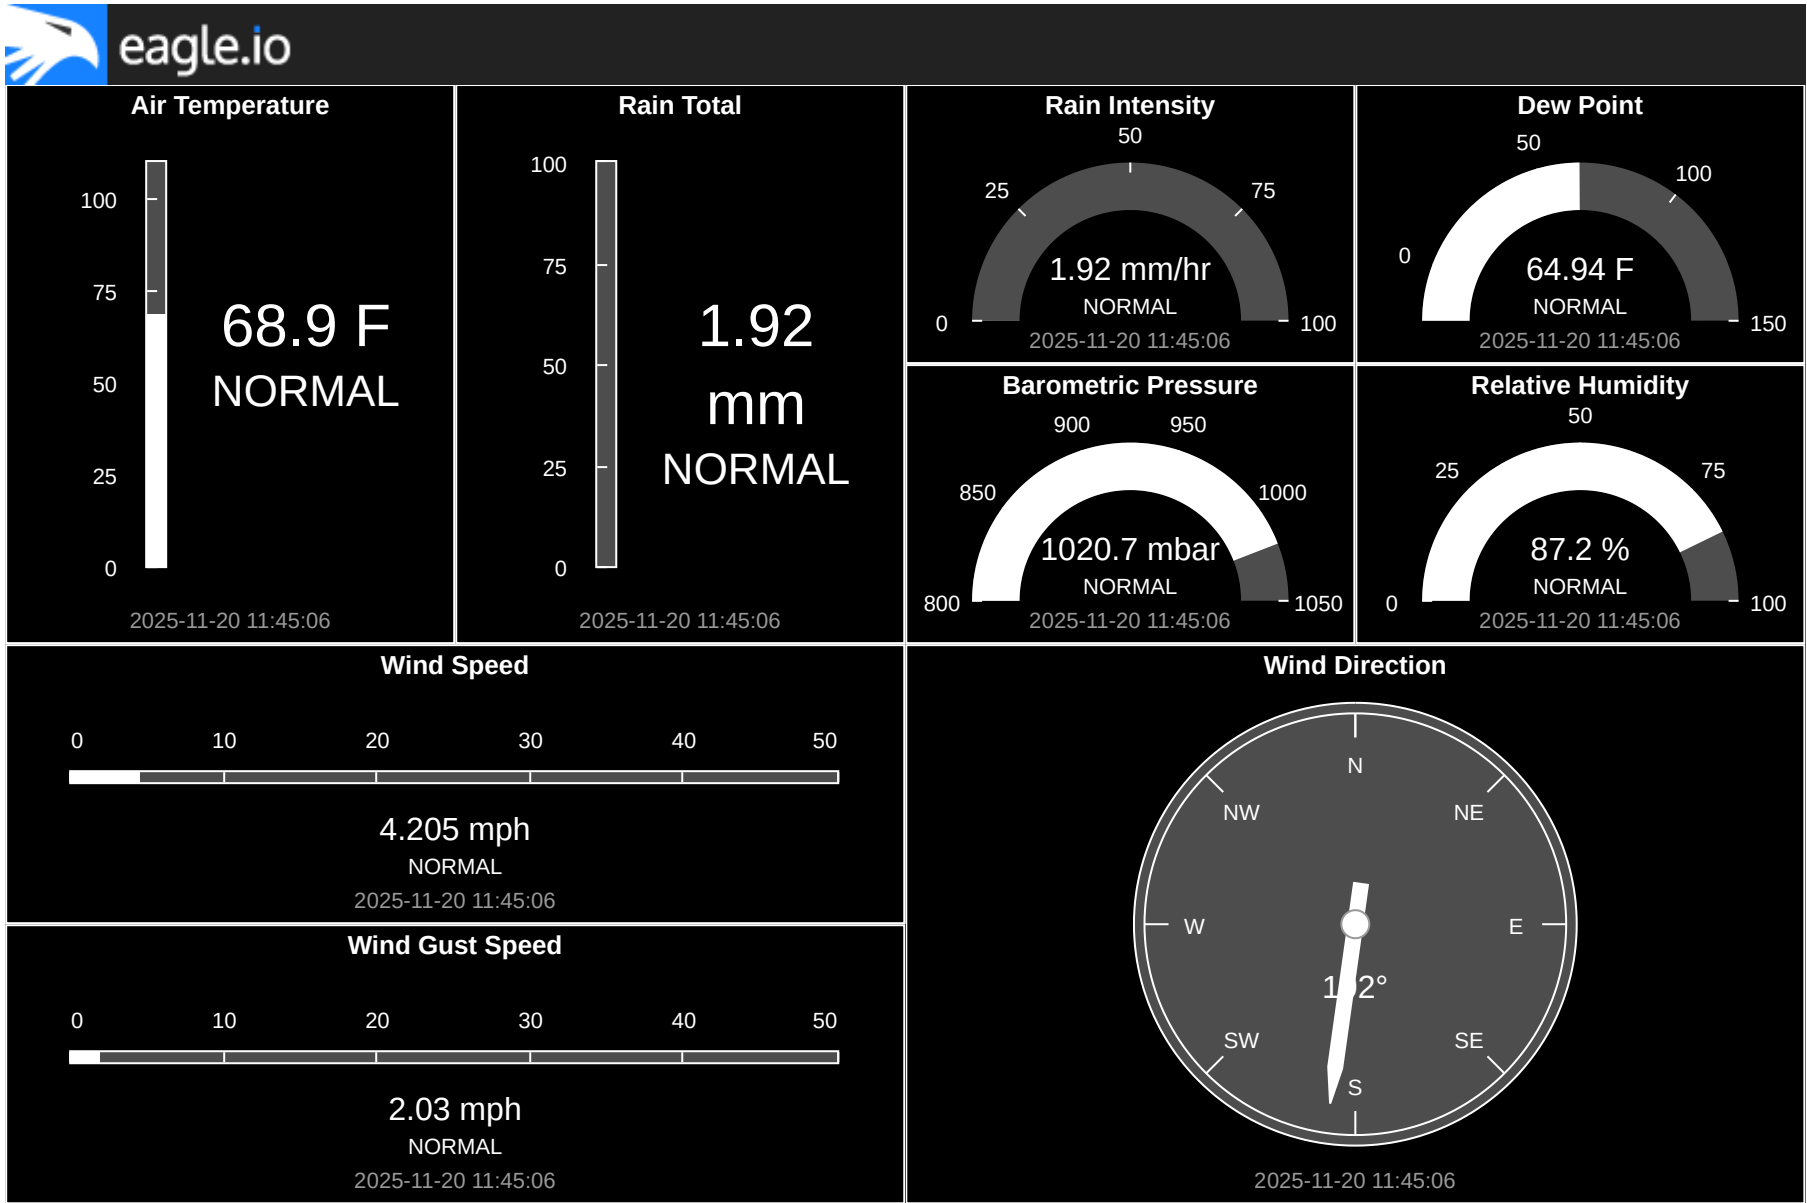 eagle.io
Air Temperature
100
75
50
25
0
68.9 F
NORMAL
2025-11-20 11:45:06
Rain Total
100
75
50
25
0
1.92
mm
NORMAL
2025-11-20 11:45:06
Rain Intensity
0
25
50
75
100
1.92 mm/hr
NORMAL
2025-11-20 11:45:06
Dew Point
0
50
100
150
64.94 F
NORMAL
2025-11-20 11:45:06
Barometric Pressure
800
850
900
950
1000
1050
1020.7 mbar
NORMAL
2025-11-20 11:45:06
Relative Humidity
0
25
50
75
100
87.2 %
NORMAL
2025-11-20 11:45:06
Wind Speed
0 10 20 30 40 50
4.205 mph
NORMAL
2025-11-20 11:45:06
Wind Gust Speed
0 10 20 30 40 50
2.03 mph
NORMAL
2025-11-20 11:45:06
Wind Direction
N
NW NE
W E
SW SE
S
2025-11-20 11:45:06